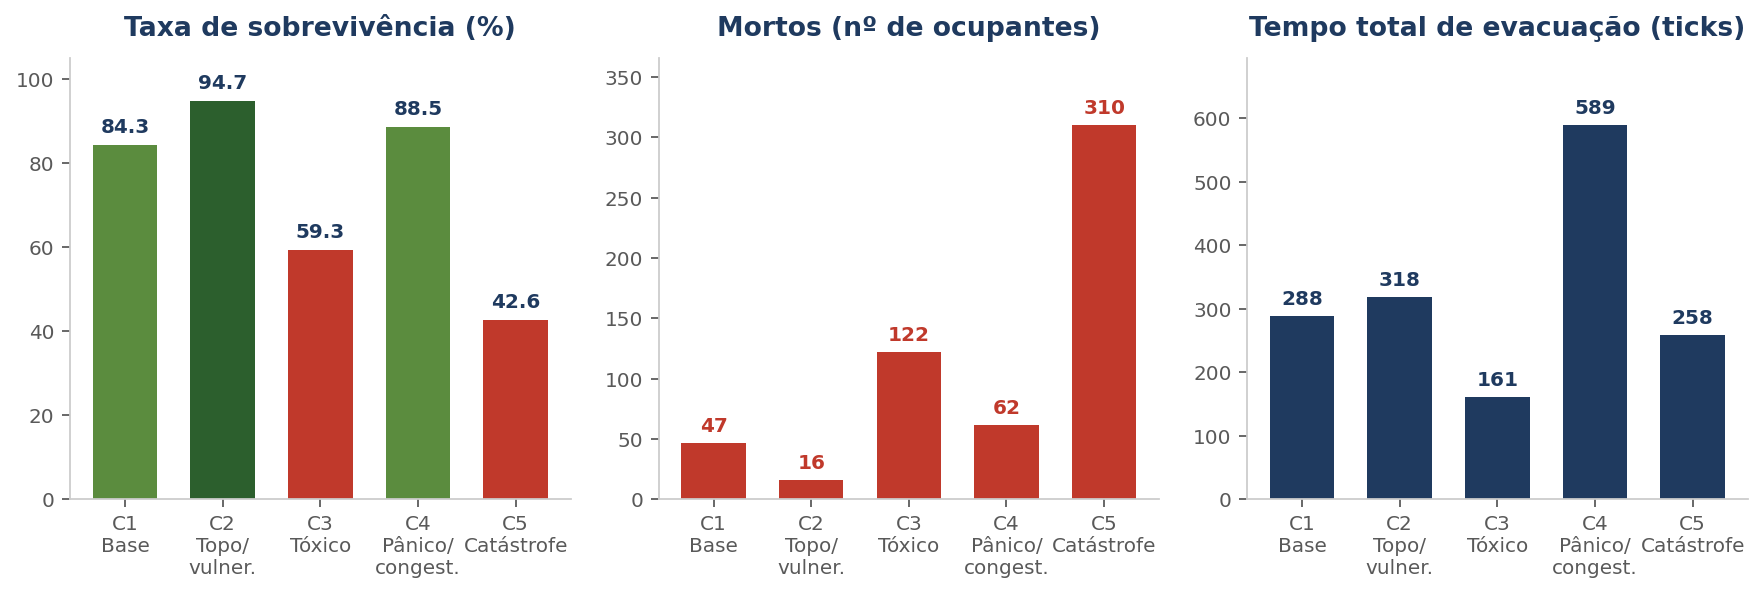 Taxa de sobrevivência (%)
100
80
60
40
20
0
84.3
94.7
59.3
88.5
42.6
C1
Base
C2
Topo/
vulner.
C3
Tóxico
C4
Pânico/
congest.
C5
Catástrofe
Mortos (nº de ocupantes)
350
300
250
200
150
100
50
0
47
16
122
62
310
C1
Base
C2
Topo/
vulner.
C3
Tóxico
C4
Pânico/
congest.
C5
Catástrofe
Tempo total de evacuação (ticks)
600
500
400
300
200
100
0
288
318
161
589
258
C1
Base
C2
Topo/
vulner.
C3
Tóxico
C4
Pânico/
congest.
C5
Catástrofe